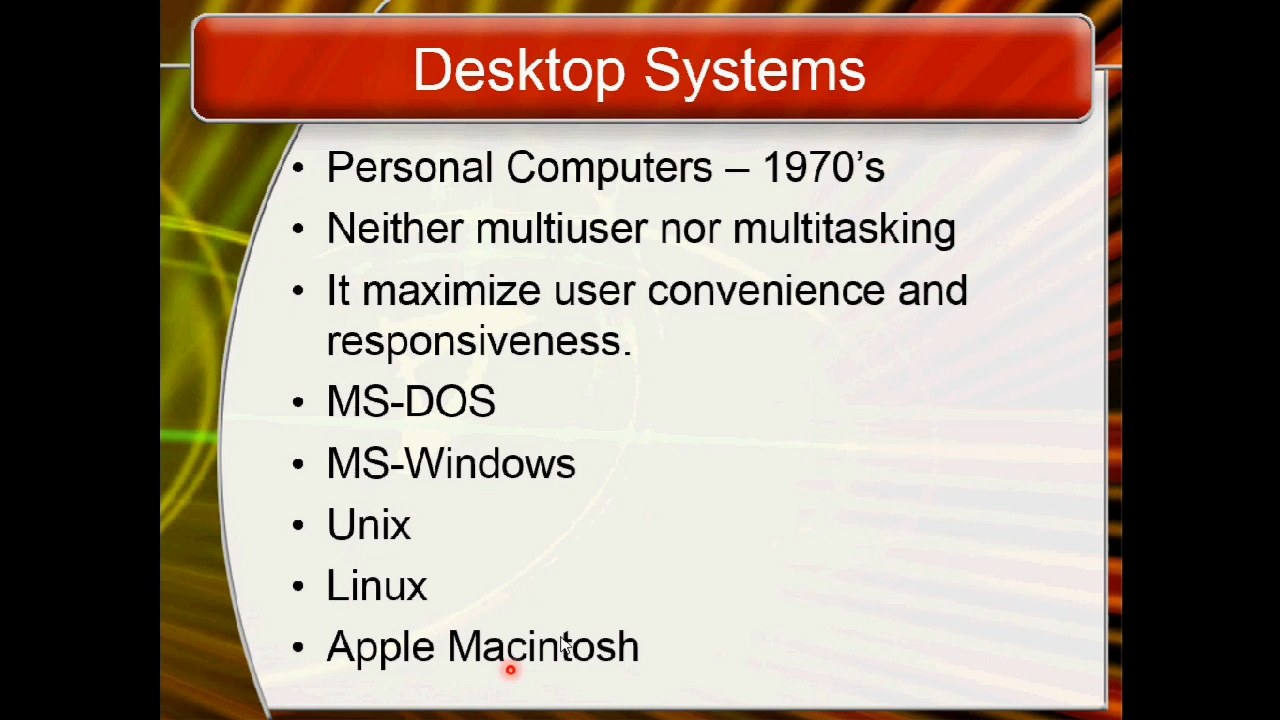 Desktop Systems
• Personal Computers – 1970’s
• Neither multiuser nor multitasking
• It maximize user convenience and
responsiveness.
• MS-DOS
• MS-Windows
• Unix
• Linux
• Apple Macintosh